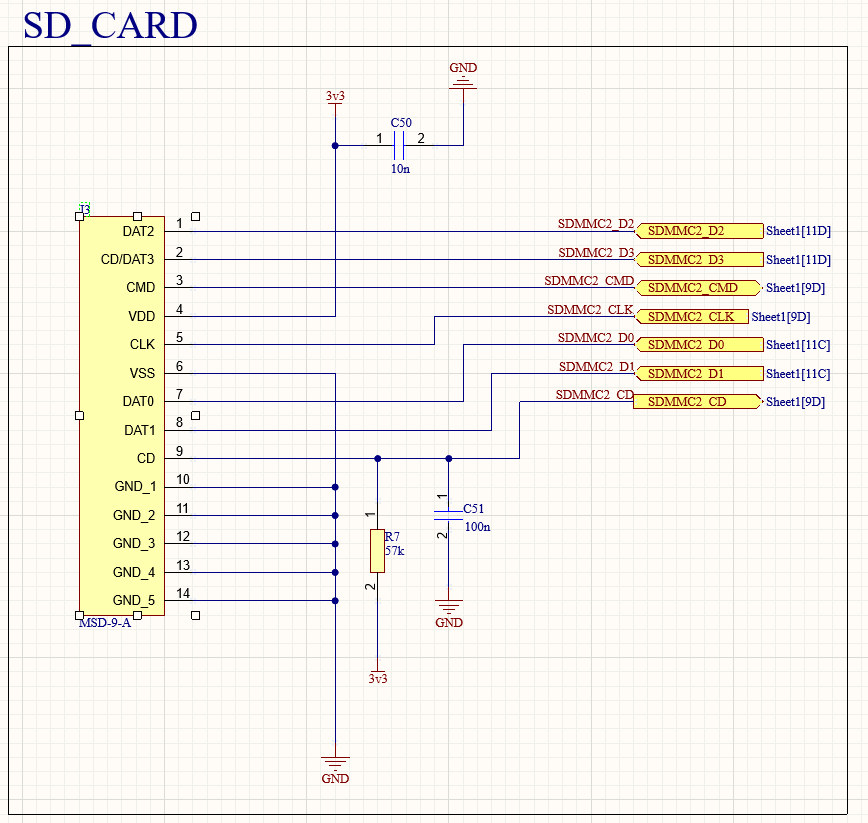 SD_CARD
GND
3v3
C50
1 2
10n
J3
DAT2 1 SDMMC2_D2 SDMMC2_D2 Sheet1[11D]
CD/DAT3 2 SDMMC2_D3 SDMMC2_D3 Sheet1[11D]
CMD 3 SDMMC2_CMD SDMMC2_CMD Sheet1[9D]
VDD 4 SDMMC2_CLK SDMMC2_CLK Sheet1[9D]
CLK 5 SDMMC2_D0 SDMMC2_D0 Sheet1[11C]
VSS 6 SDMMC2_D1 SDMMC2_D1 Sheet1[11C]
DAT0 7 SDMMC2_CD SDMMC2_CD Sheet1[9D]
DAT1 8
CD 9
GND_1 10
GND_2 11
GND_3 12
GND_4 13
GND_5 14
MSD-9-A
1
R7
57k
2
1
C51
100n
2
GND
3v3
GND